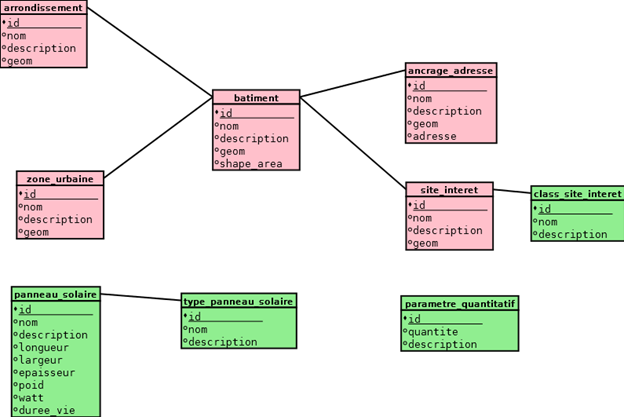 arrondissement
id
nom
description
geom
batiment
id
nom
description
geom
shape_area
ancrage_adresse
id
nom
description
geom
adresse
zone_urbaine
id
nom
description
geom
site_interet
id
nom
description
geom
class_site_interet
id
nom
description
panneau_solaire
id
nom
description
longueur
largeur
epaisseur
poid
watt
duree_vie
type_panneau_solaire
id
nom
description
parametre_quantitatif
id
quantite
description